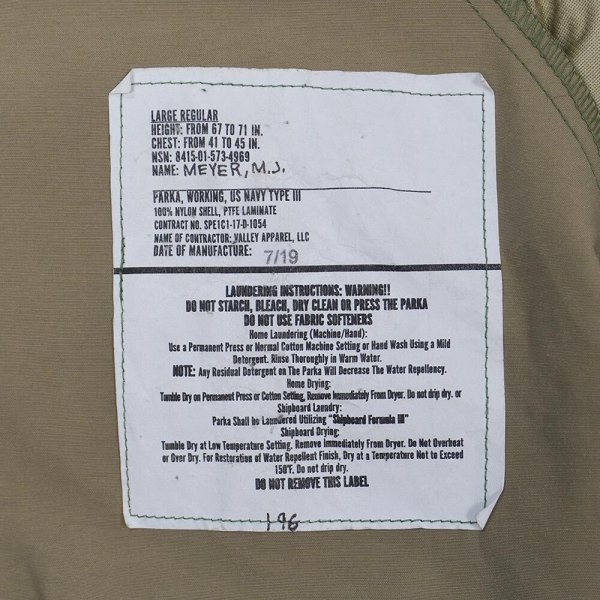 LARGE REGULAR
HEIGHT: FROM 67 TO 71 IN.
CHEST: FROM 41 TO 45 IN.
NSN: 8415-01-573-4969
NAME: MEYER, M.J.
PARKA, WORKING, US NAVY TYPE III
100% NYLON SHELL, PTFE LAMINATE
CONTRACT NO. SPE1C1-17-D-1054
NAME OF CONTRACTOR: VALLEY APPAREL, LLC
DATE OF MANUFACTURE: 7/19
LAUNDERING INSTRUCTIONS: WARNING!!
DO NOT STARCH, BLEACH, DRY CLEAN OR PRESS THE PARKA
DO NOT USE FABRIC SOFTENERS
Home Laundering (Machine/Hand):
Use a Permanent Press or Normal Cotton Machine Setting or Hand Wash Using a Mild
Detergent. Rinse Thoroughly in Warm Water.
NOTE: Any Residual Detergent on The Parka Will Decrease The Water Repellency.
Home Drying:
Tumble Dry on Permanent Press or Cotton Setting, Remove Immediately From Dryer. Do not drip dry. or
Shipboard Laundry:
Parka Shall be Laundered Utilizing "Shipboard Formula III"
Shipboard Drying:
Tumble Dry at Low Temperature Setting. Remove Immediately From Dryer. Do Not Overheat
or Over Dry. For Restoration of Water Repellent Finish, Dry at a Temperature Not to Exceed
150°F. Do not drip dry.
DO NOT REMOVE THIS LABEL
196